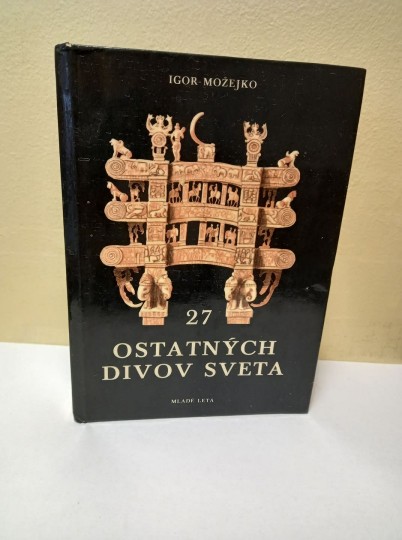 IGOR MOŽEJKO
27
OSTATNÝCH
DIVOV SVETA
MLADÉ LETÁ